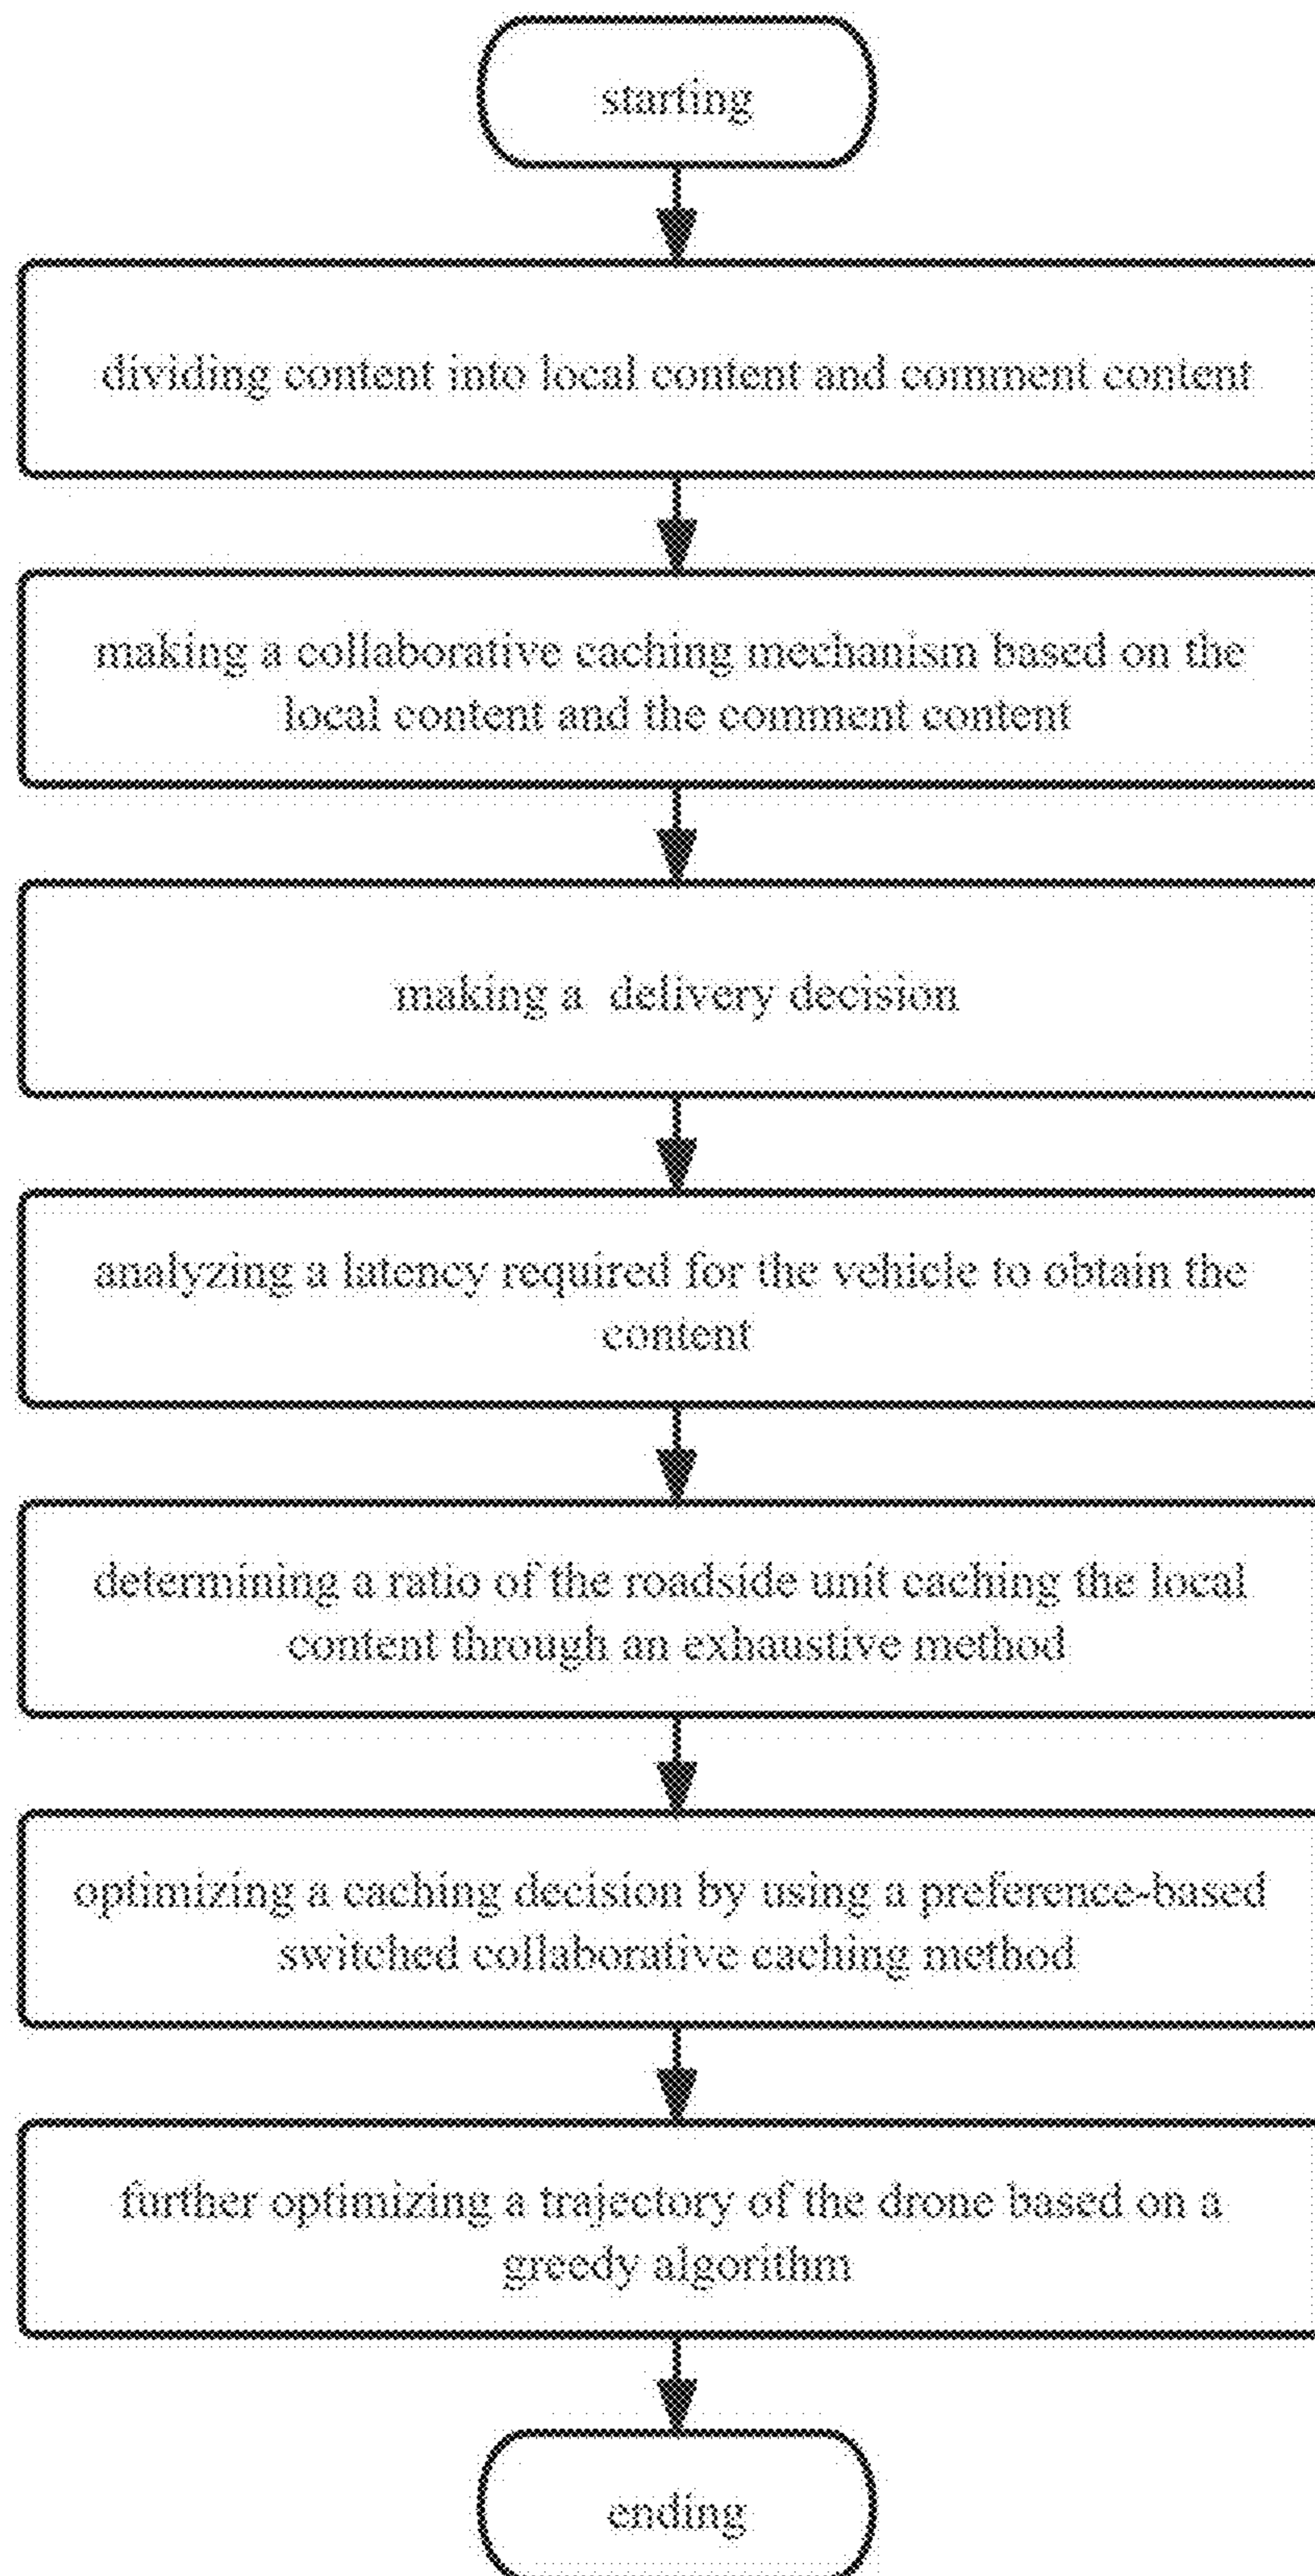 starting
dividing content into local content and comment content
making a collaborative caching mechanism based on the
local content and the comment content
making a delivery decision
analyzing a latency required for the vehicle to obtain the
content
determining a ratio of the roadside unit caching the local
content through an exhaustive method
optimizing a caching decision by using a preference-based
switched collaborative caching method
further optimizing a trajectory of the drone based on a
greedy algorithm
ending